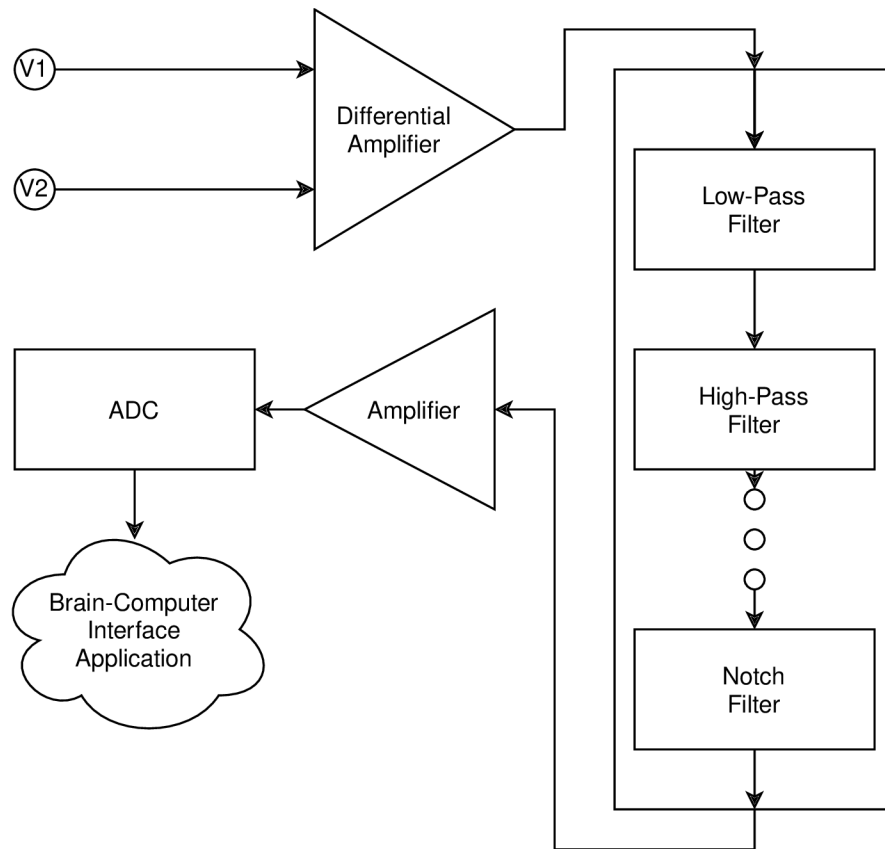 V1
Differential
Amplifier
V2
Low-Pass
Filter
High-Pass
Filter
ADC
Amplifier
Brain-Computer
Interface
Application
Notch
Filter